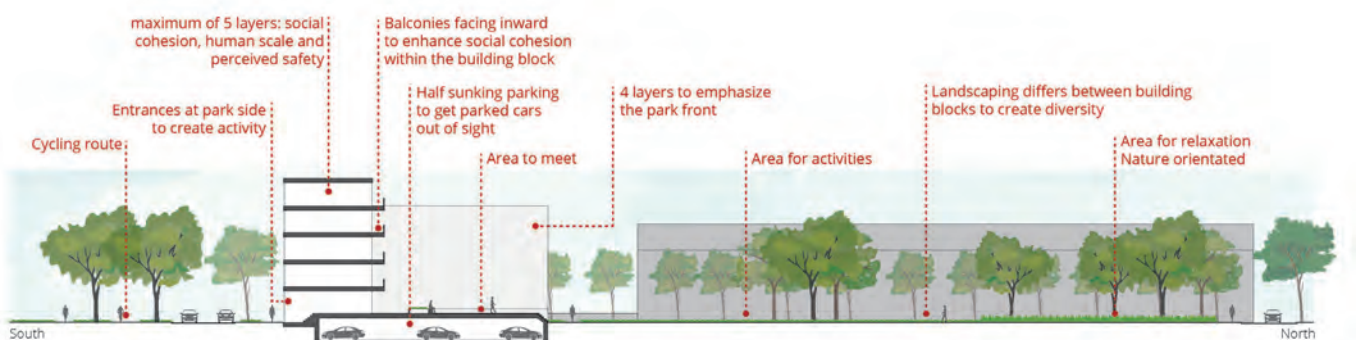 maximum of 5 layers: social
cohesion, human scale and
perceived safety
Balconies facing inward
to enhance social cohesion
within the building block
Entrances at park side
to create activity
Half sunking parking
to get parked cars
out of sight
4 layers to emphasize
the park front
Landscaping differs between building
blocks to create diversity
Cycling route
Area to meet
Area for activities
Area for relaxation
Nature orientated
South
North